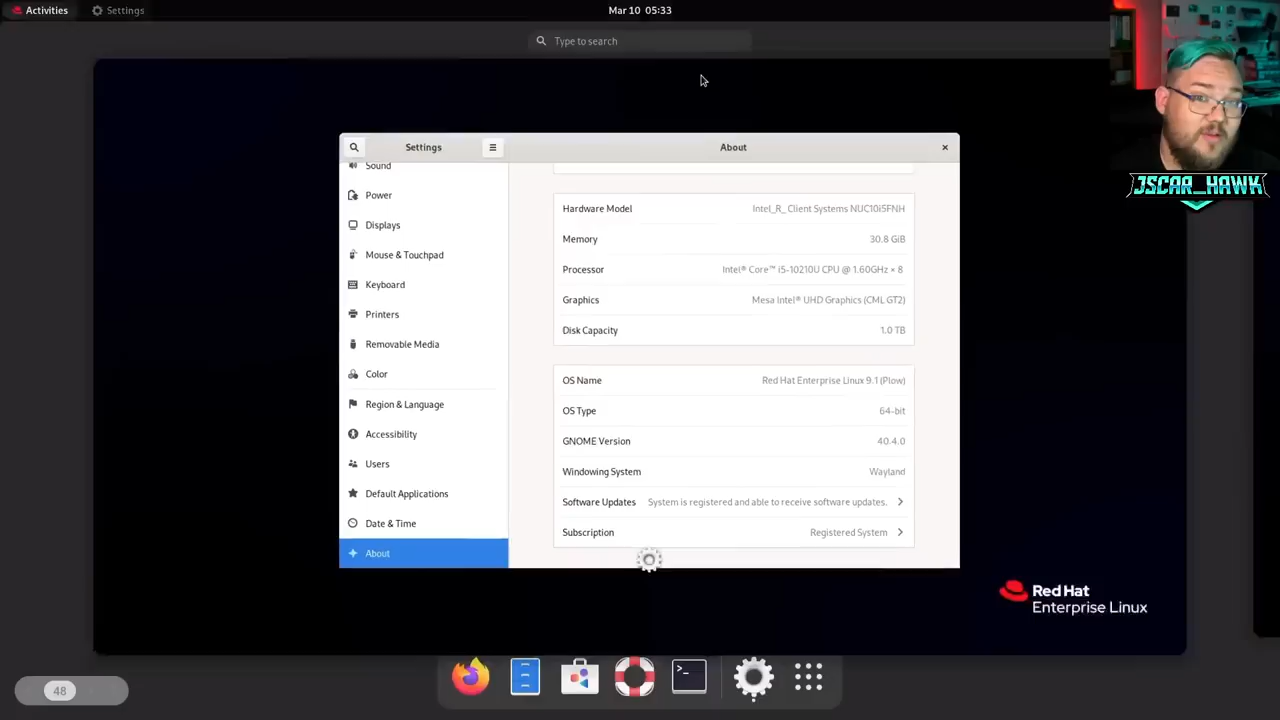 Activities
Settings
Mar 10 05:33
Type to search
JSCAR_HAWK
Settings
About
Sound
Power
Displays
Mouse & Touchpad
Keyboard
Printers
Removable Media
Color
Region & Language
Accessibility
Users
Default Applications
Date & Time
About
Hardware Model Intel_R_ Client Systems NUC10i5FNH
Memory 30.8 GiB
Processor Intel® Core™ i5-10210U CPU @ 1.60GHz × 8
Graphics Mesa Intel® UHD Graphics (CML GT2)
Disk Capacity 1.0 TB
OS Name Red Hat Enterprise Linux 9.1 (Plow)
OS Type 64-bit
GNOME Version 40.4.0
Windowing System Wayland
Software Updates System is registered and able to receive software updates.
Subscription Registered System
Red Hat
Enterprise Linux
48